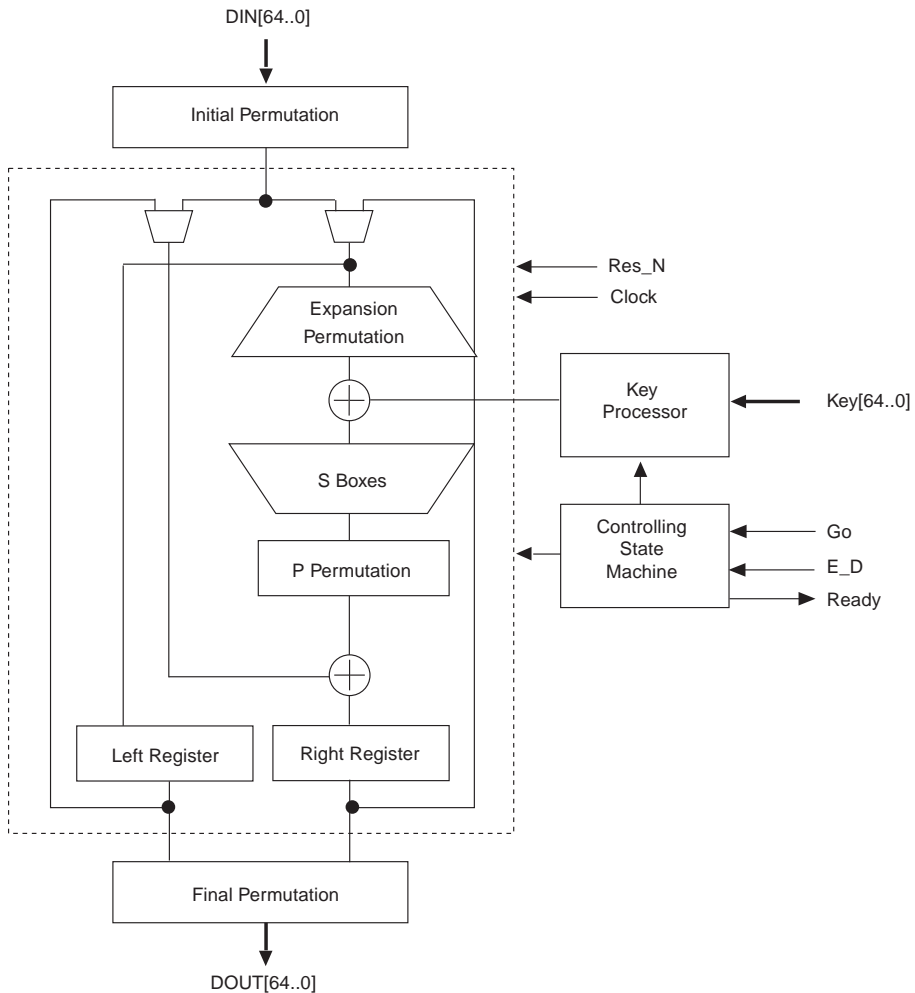 DIN[64..0]
Initial Permutation
Res_N
Clock
Expansion
Permutation
Key
Processor
Key[64..0]
S Boxes
Controlling
State
Machine
Go
E_D
Ready
P Permutation
Left Register
Right Register
Final Permutation
DOUT[64..0]